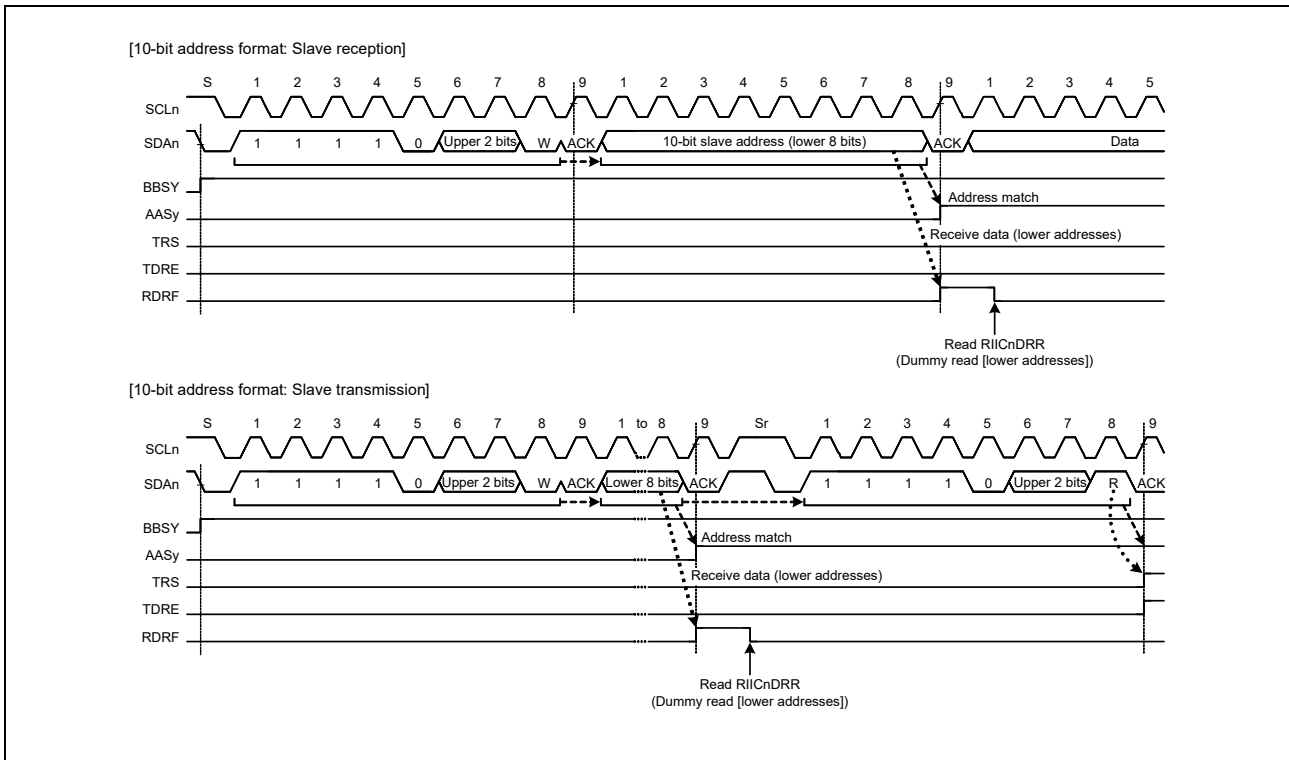 [10-bit address format: Slave reception]
S 1 2 3 4 5 6 7 8 9 1 2 3 4 5 6 7 8 9 1 2 3 4 5
SCLn
SDAn 1 1 1 1 0 Upper 2 bits W ACK 10-bit slave address (lower 8 bits) ACK Data
BBSY
Address match
AASy
Receive data (lower addresses)
TRS
TDRE
RDRF
Read RIICnDRR
(Dummy read [lower addresses])
[10-bit address format: Slave transmission]
S 1 2 3 4 5 6 7 8 9 1 to 8 9 Sr 1 2 3 4 5 6 7 8 9
SCLn
SDAn 1 1 1 1 0 Upper 2 bits W ACK Lower 8 bits ACK 1 1 1 1 0 Upper 2 bits R ACK
BBSY
Address match
AASy
Receive data (lower addresses)
TRS
TDRE
RDRF
Read RIICnDRR
(Dummy read [lower addresses])